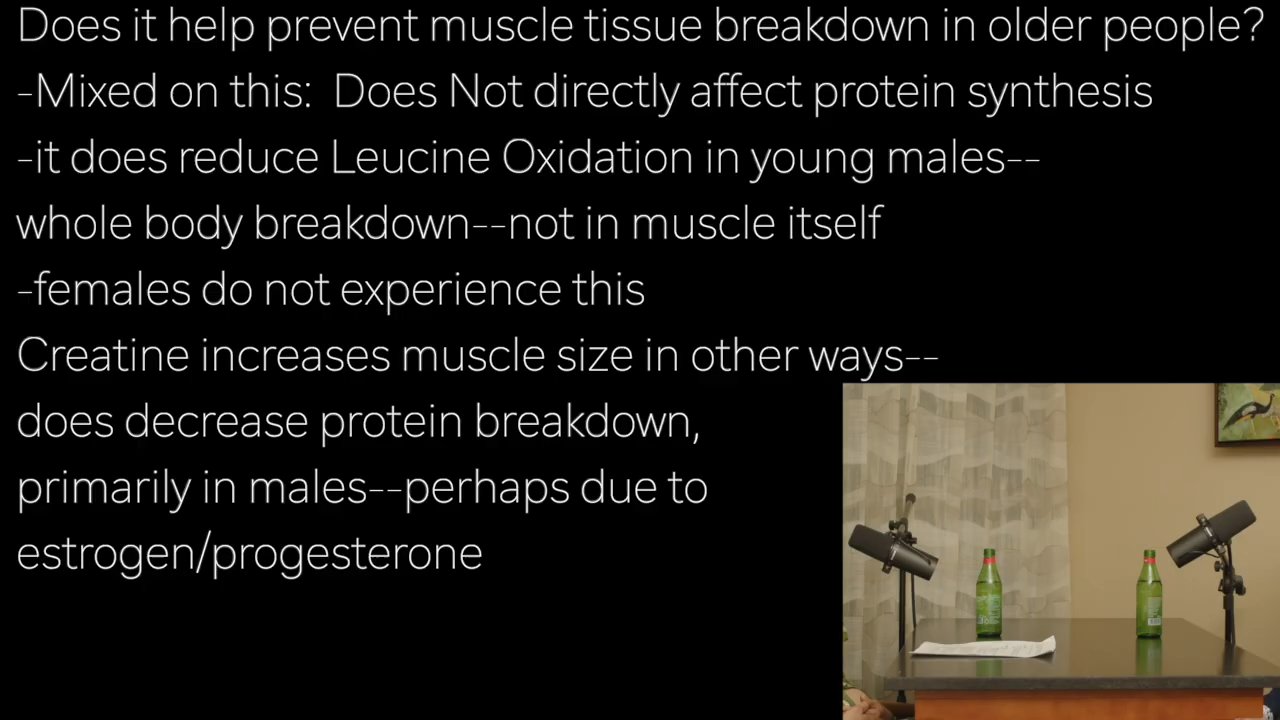 Does it help prevent muscle tissue breakdown in older people?
-Mixed on this:  Does Not directly affect protein synthesis
-it does reduce Leucine Oxidation in young males--
whole body breakdown--not in muscle itself
-females do not experience this
Creatine increases muscle size in other ways--
does decrease protein breakdown,
primarily in males--perhaps due to
estrogen/progesterone